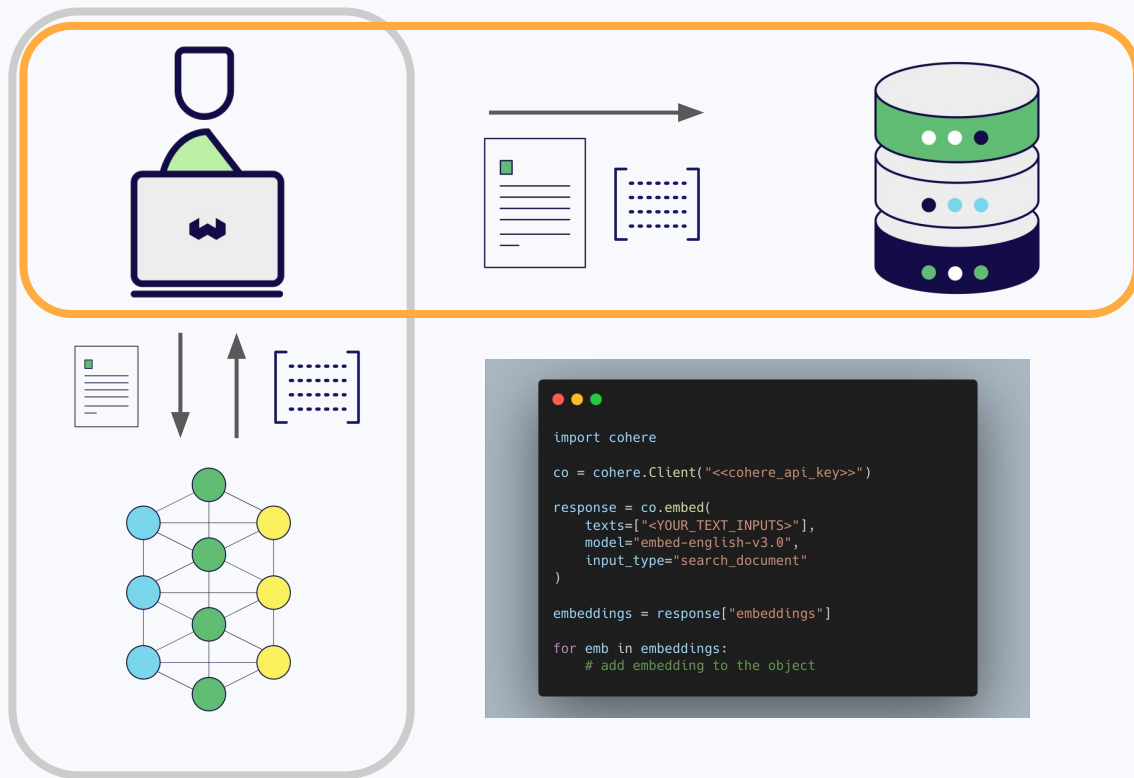 import cohere
co = cohere.Client("<<cohere_api_key>>")
response = co.embed(
    texts=["<YOUR_TEXT_INPUTS>"],
    model="embed-english-v3.0",
    input_type="search_document"
)
embeddings = response["embeddings"]
for emb in embeddings:
    # add embedding to the object